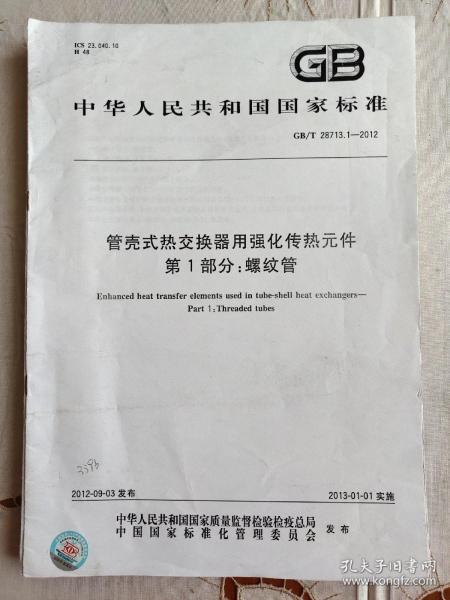 ICS 23.040.10
H 48
GB
中华人民共和国国家标准
GB/T 28713.1—2012
管壳式热交换器用强化传热元件
第1部分:螺纹管
Enhanced heat transfer elements used in tube-shell heat exchangers—
Part 1:Threaded tubes
2012-09-03 发布
2013-01-01 实施
中华人民共和国国家质量监督检验检疫总局
中国国家标准化管理委员会
发布
孔夫子旧书网
www.kongfz.com